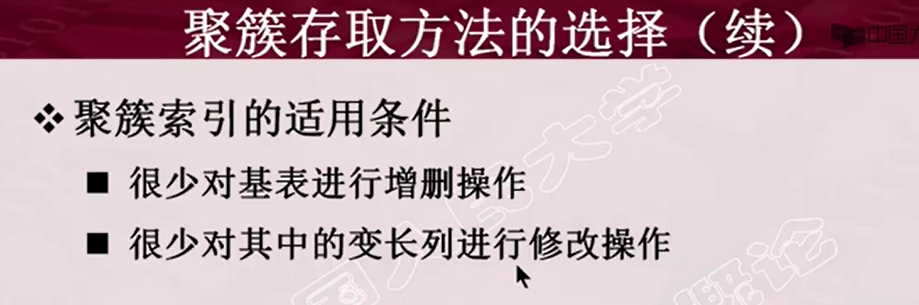 聚簇存取方法的选择（续）
❖聚簇索引的适用条件
■ 很少对基表进行增删操作
■ 很少对其中的变长列进行修改操作